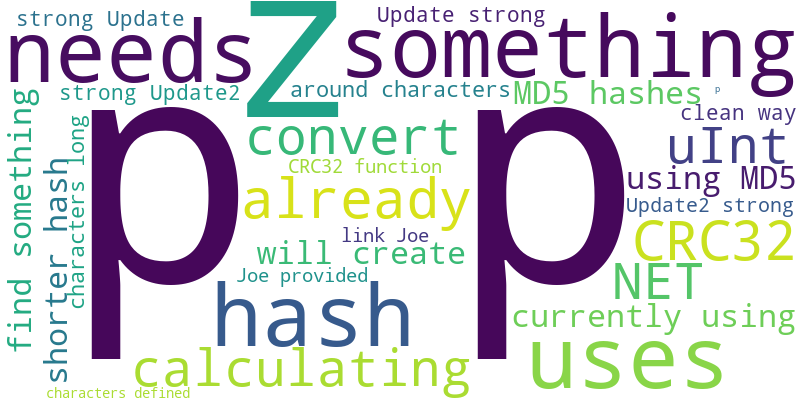 strong Update
Update strong
needs
z
something
strong Update2
around characters
MD5 hashes
p
clean way
find something
characters long
shorter hash
p
convert
p
uInt
CRC32 function
already
using MD5
Update2 strong
link Joe
will create
CRC32
Joe provided
NET
hash
currently using
calculating
uses
characters defined